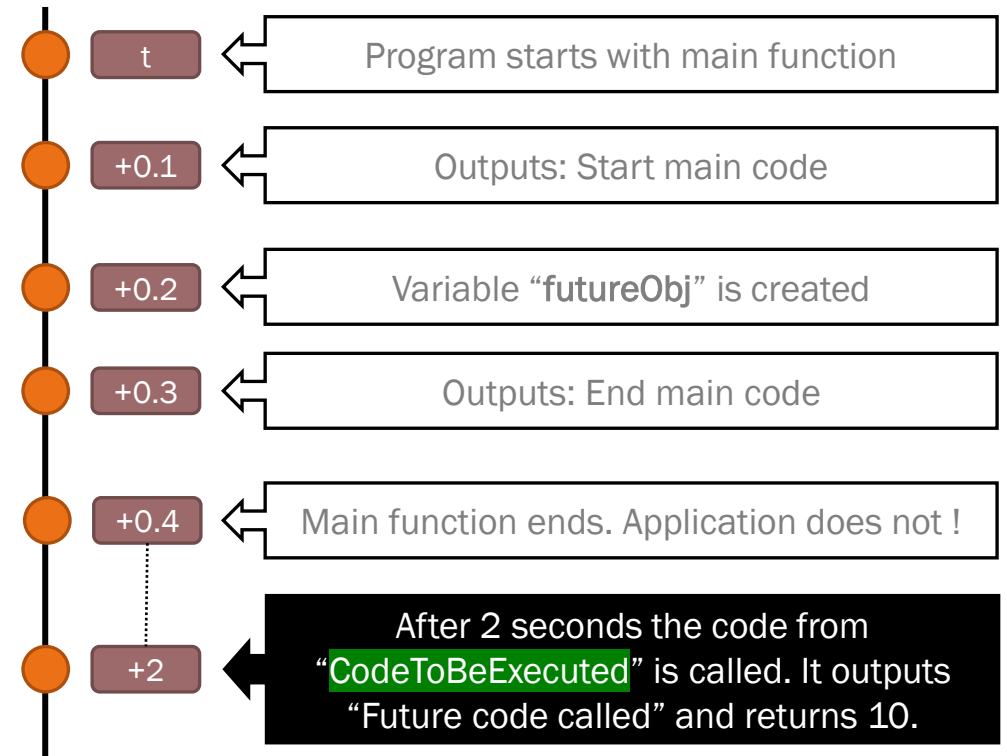 t
Program starts with main function
+0.1
Outputs: Start main code
+0.2
Variable “futureObj” is created
+0.3
Outputs: End main code
+0.4
Main function ends. Application does not !
+2
After 2 seconds the code from
“CodeToBeExecuted” is called. It outputs
“Future code called” and returns 10.